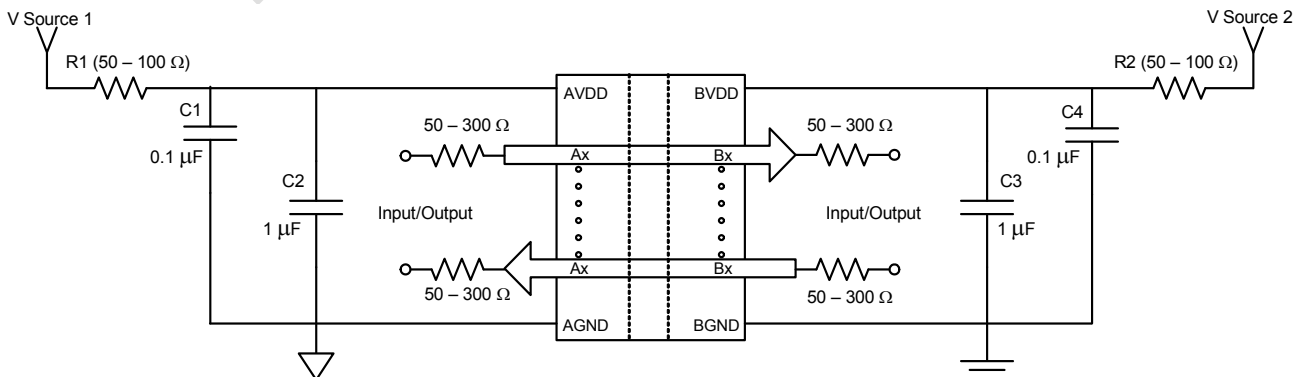 V Source 1
V Source 2
R1 (50 – 100 Ω)
R2 (50 – 100 Ω)
AVDD
BVDD
C1
C4
50 – 300 Ω
50 – 300 Ω
0.1 μF
0.1 μF
Ax
Bx
C2
C3
Input/Output
Input/Output
1 μF
1 μF
Ax
Bx
50 – 300 Ω
50 – 300 Ω
AGND
BGND